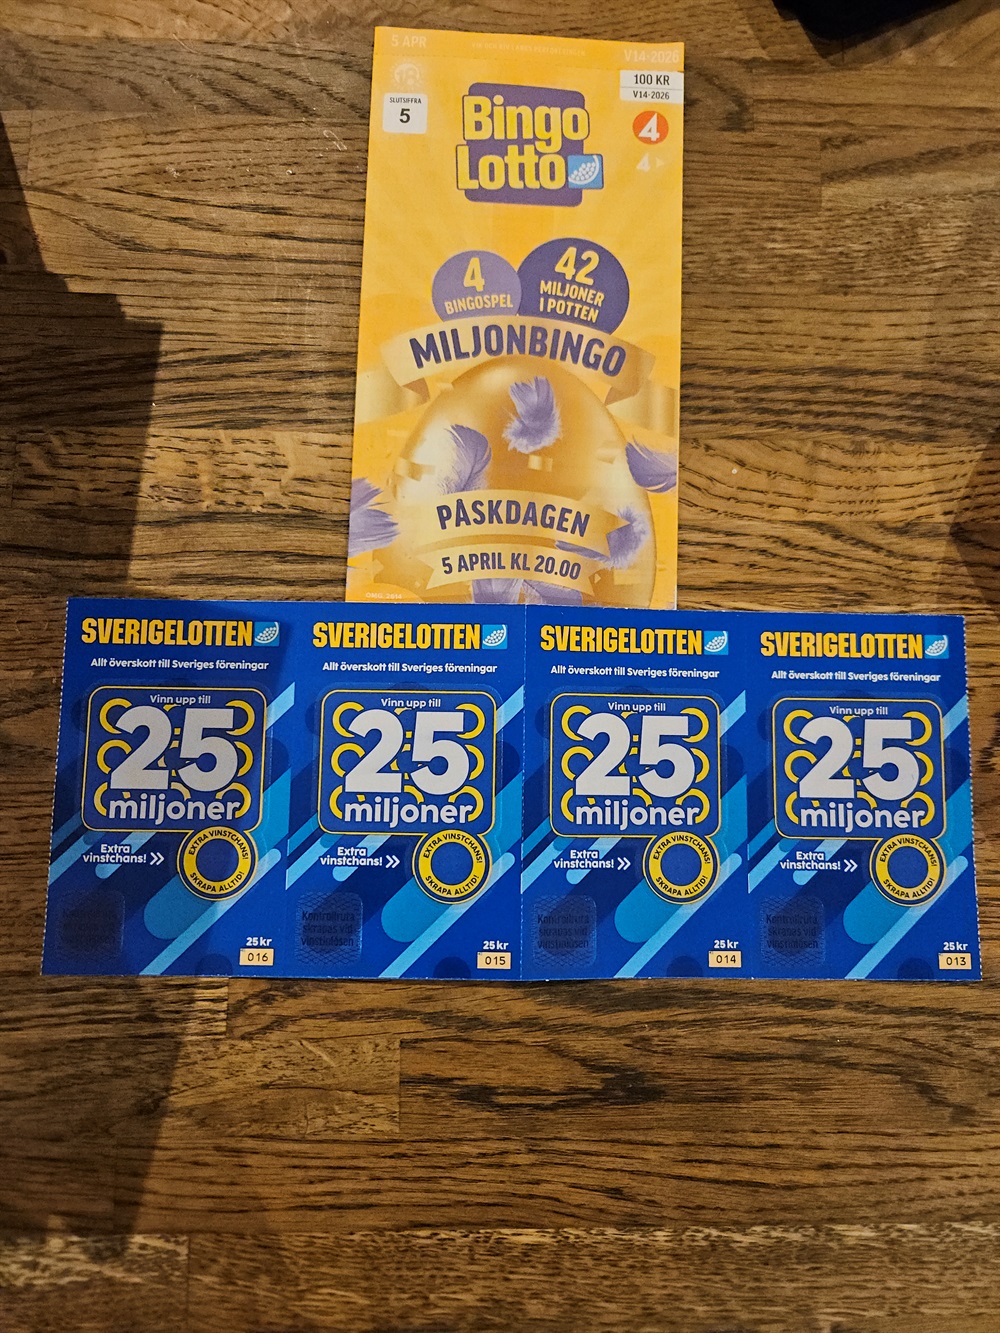 5 APR
V14-2026
18
100 KR
V14-2026
SLUTSIFFRA
5
Bingo
Lotto
4
4
4
BINGOSPEL
42
MILJONER
I POTTEN
MILJONBINGO
PÅSKDAGEN
5 APRIL KL 20.00
SVERIGELOTTEN
Allt överskott till Sveriges föreningar
Vinn upp till
25
miljoner
Extra
vinstchans!
EXTRA VINSTCHANS!
SKRAPA ALLTID!
25 kr
016
SVERIGELOTTEN
Allt överskott till Sveriges föreningar
Vinn upp till
25
miljoner
Extra
vinstchans!
EXTRA VINSTCHANS!
SKRAPA ALLTID!
Kontrollruta
skrapas vid
vinstinlösen
25 kr
015
SVERIGELOTTEN
Allt överskott till Sveriges föreningar
Vinn upp till
25
miljoner
Extra
vinstchans!
EXTRA VINSTCHANS!
SKRAPA ALLTID!
Kontrollruta
skrapas vid
vinstinlösen
25 kr
014
SVERIGELOTTEN
Allt överskott till Sveriges föreningar
Vinn upp till
25
miljoner
Extra
vinstchans!
EXTRA VINSTCHANS!
SKRAPA ALLTID!
Kontrollruta
skrapas vid
vinstinlösen
25 kr
013